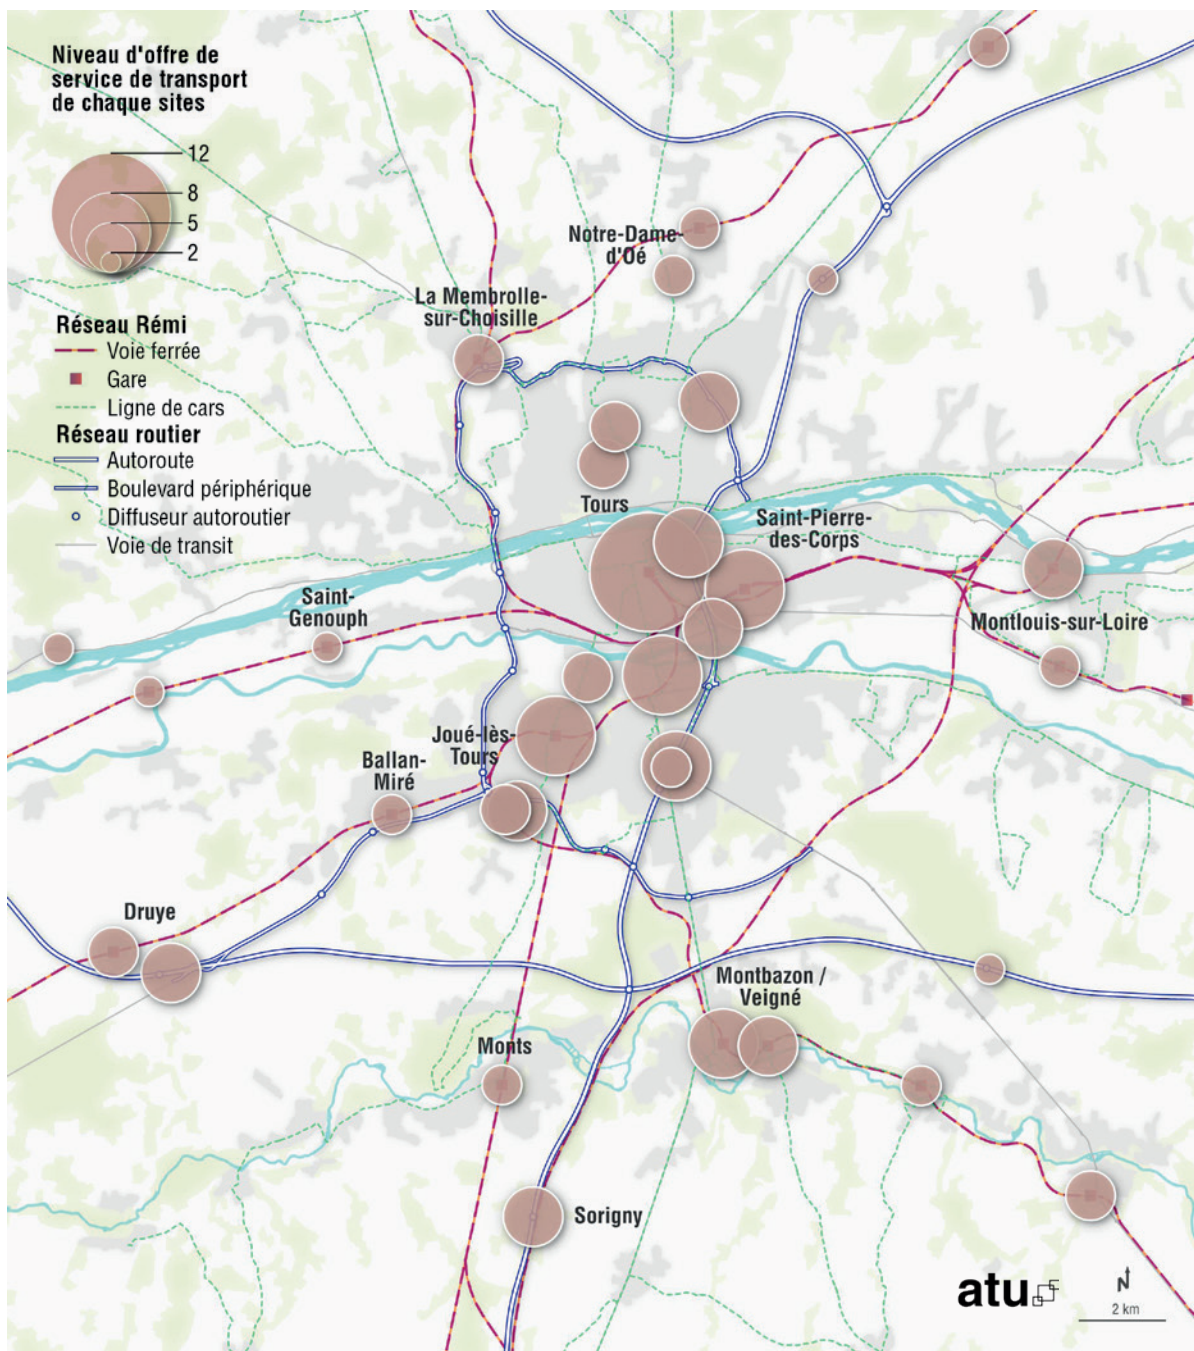 Niveau d'offre de
service de transport
de chaque sites
12
8
5
2
Réseau Rémi
Voie ferrée
Gare
Ligne de cars
Réseau routier
Autoroute
Boulevard périphérique
Diffuseur autoroutier
Voie de transit
Notre-Dame-
d'Oé
La Membrolle-
sur-Choisille
Tours
Saint-Pierre-
des-Corps
Saint-
Genouph
Montlouis-sur-Loire
Joué-lès-
Tours
Ballan-
Miré
Druye
Montbazon /
Veigné
Monts
Sorigny
atu
N
2 km